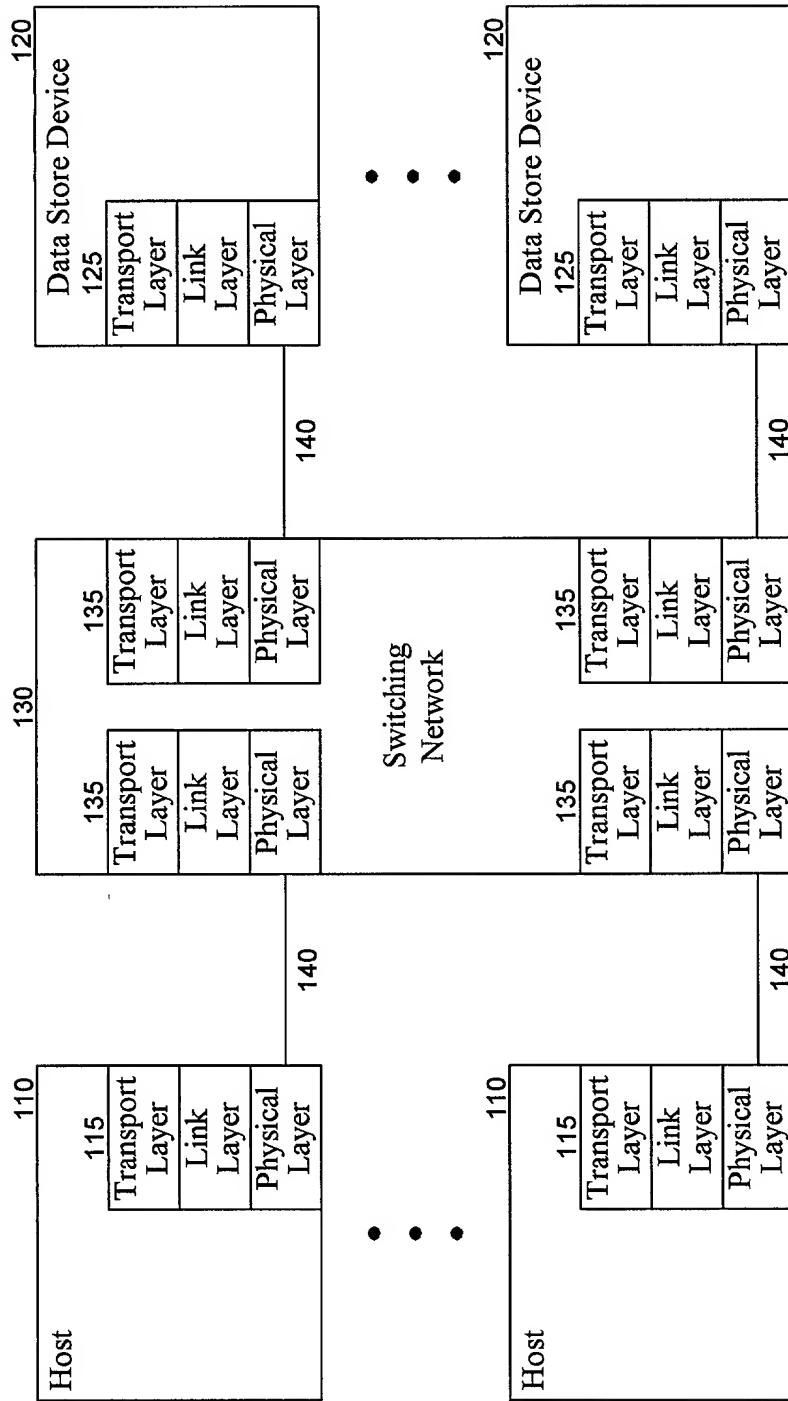 Host
110
115
Transport
Layer
Link
Layer
Physical
Layer
140
130
135
Transport
Layer
Link
Layer
Physical
Layer
135
Transport
Layer
Link
Layer
Physical
Layer
140
120
Data Store Device
125
Transport
Layer
Link
Layer
Physical
Layer
Switching
Network
Host
110
115
Transport
Layer
Link
Layer
Physical
Layer
140
135
Transport
Layer
Link
Layer
Physical
Layer
135
Transport
Layer
Link
Layer
Physical
Layer
140
120
Data Store Device
125
Transport
Layer
Link
Layer
Physical
Layer